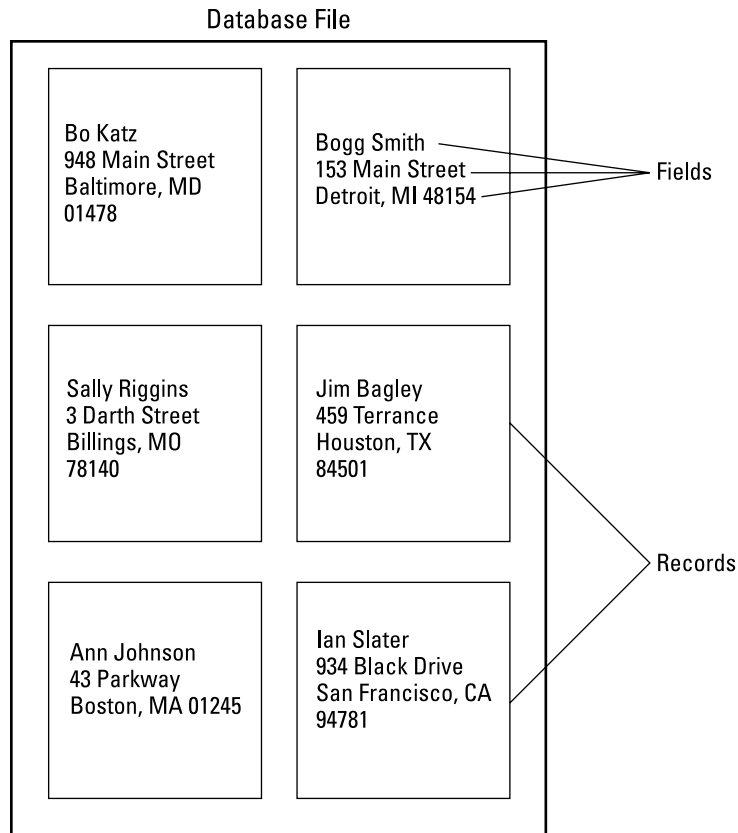 Database File
Bo Katz
948 Main Street
Baltimore, MD
01478
Bogg Smith
153 Main Street
Detroit, MI 48154
Fields
Sally Riggins
3 Darth Street
Billings, MO
78140
Jim Bagley
459 Terrance
Houston, TX
84501
Records
Ann Johnson
43 Parkway
Boston, MA 01245
Ian Slater
934 Black Drive
San Francisco, CA
94781